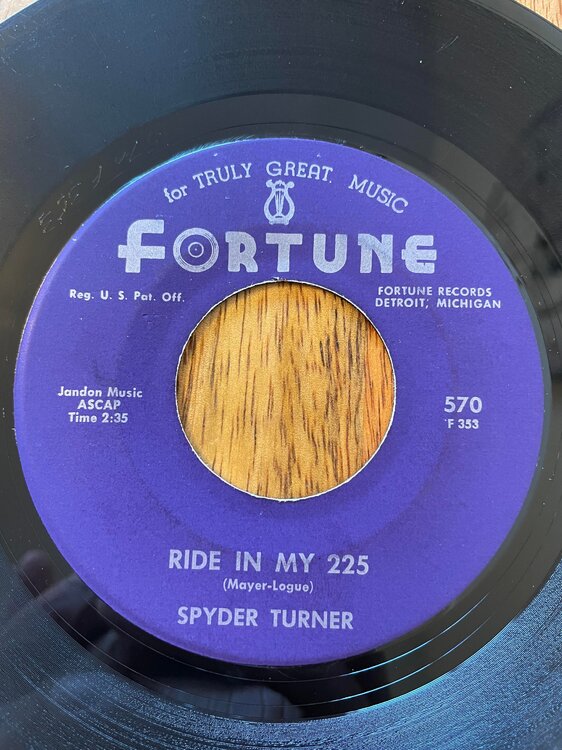 for TRULY GREAT MUSIC
FORTUNE
Reg. U. S. Pat. Off.
FORTUNE RECORDS
DETROIT, MICHIGAN
Jandon Music
ASCAP
Time 2:35
570
F 353
RIDE IN MY 225
(Mayer-Logue)
SPYDER TURNER